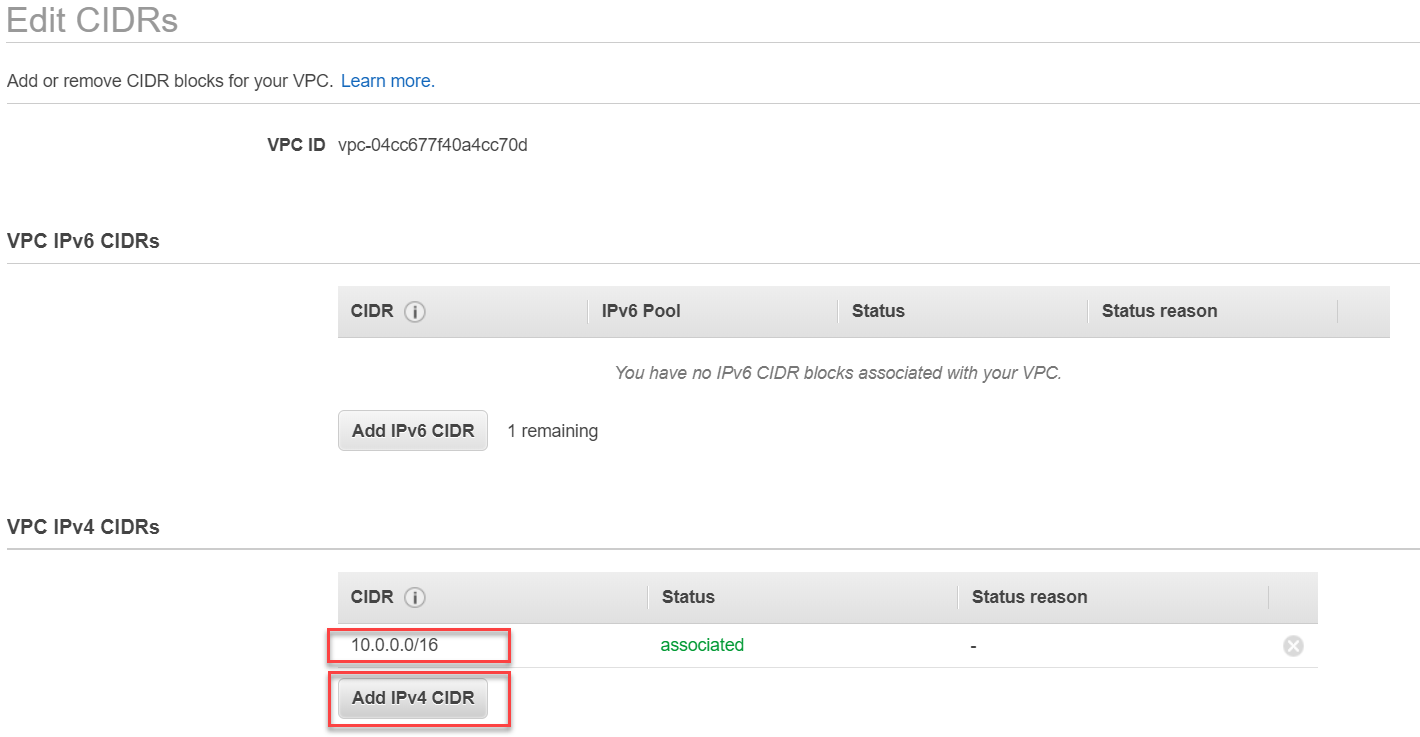 Edit CIDRs
Add or remove CIDR blocks for your VPC. Learn more.
VPC ID vpc-04cc677f40a4cc70d
VPC IPv6 CIDRs
CIDR i IPv6 Pool Status Status reason
You have no IPv6 CIDR blocks associated with your VPC.
Add IPv6 CIDR 1 remaining
VPC IPv4 CIDRs
CIDR i Status Status reason
10.0.0.0/16 associated -
Add IPv4 CIDR